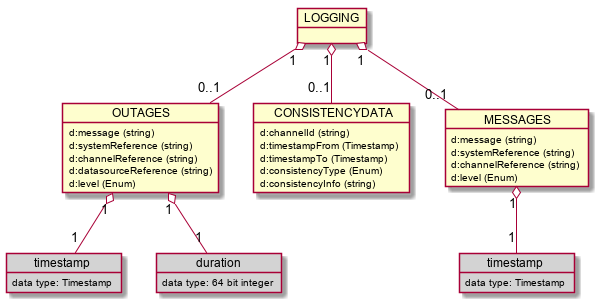 LOGGING
1
1
1
0..1
0..1
0..1
OUTAGES
d:message (string)
d:systemReference (string)
d:channelReference (string)
d:datasourceReference (string)
d:level (Enum)
CONSISTENCYDATA
d:channelId (string)
d:timestampFrom (Timestamp)
d:timestampTo (Timestamp)
d:consistencyType (Enum)
d:consistencyInfo (string)
MESSAGES
d:message (string)
d:systemReference (string)
d:channelReference (string)
d:level (Enum)
1
1
1
1
1
1
timestamp
data type: Timestamp
duration
data type: 64 bit integer
timestamp
data type: Timestamp